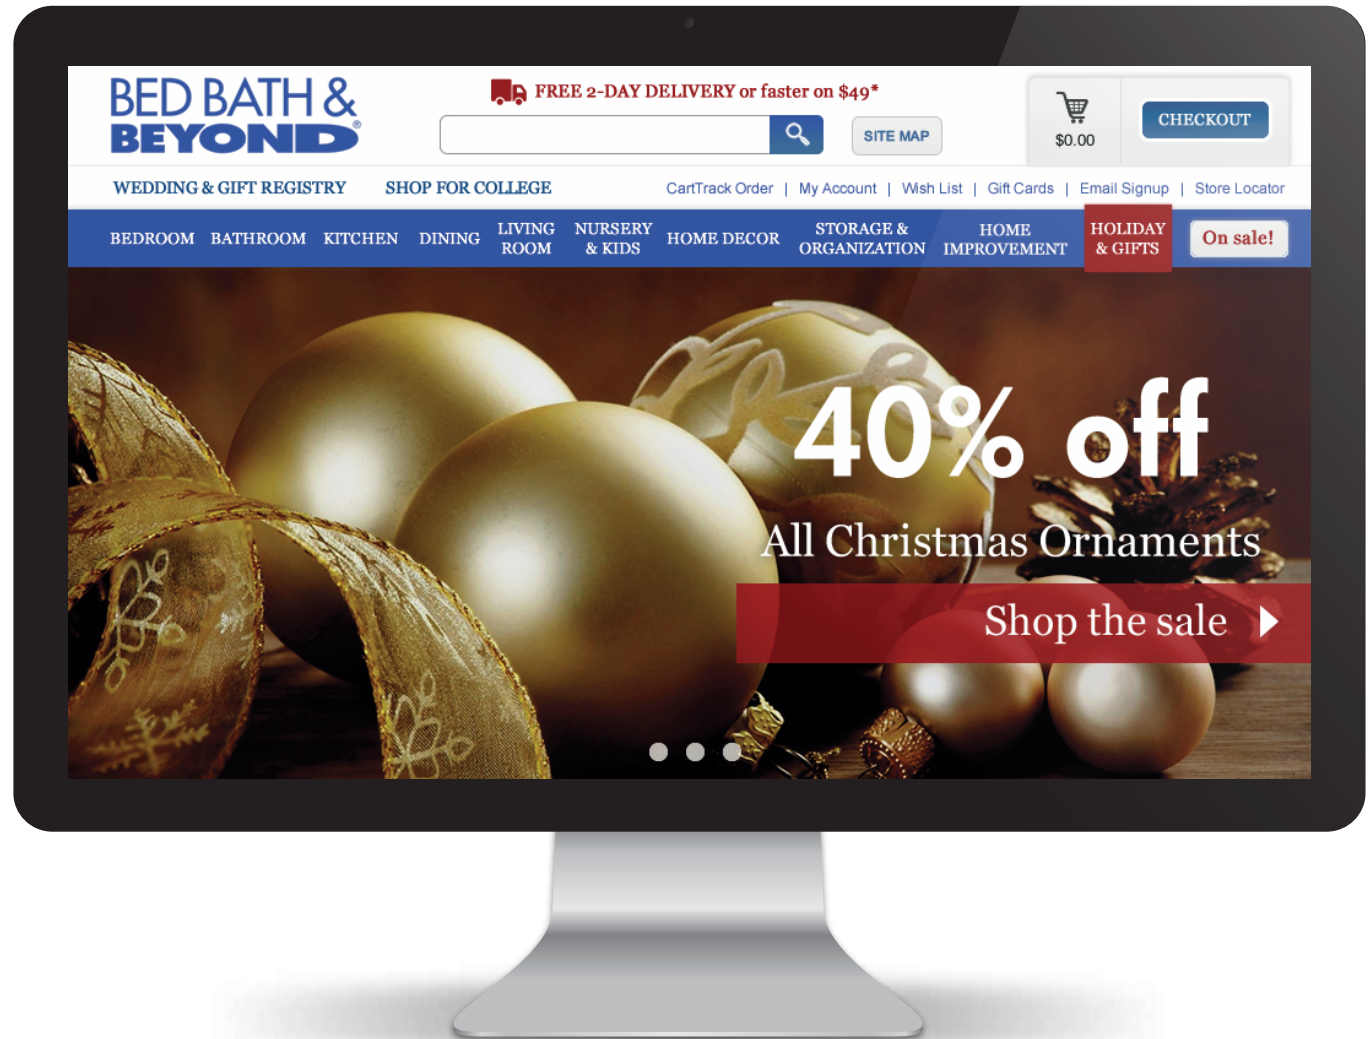 BED BATH &
BEYOND®
FREE 2-DAY DELIVERY or faster on $49*
SITE MAP
$0.00
CHECKOUT
WEDDING & GIFT REGISTRY
SHOP FOR COLLEGE
CartTrack Order | My Account | Wish List | Gift Cards | Email Signup | Store Locator
BEDROOM
BATHROOM
KITCHEN
DINING
LIVING
ROOM
NURSERY
& KIDS
HOME DECOR
STORAGE &
ORGANIZATION
HOME
IMPROVEMENT
HOLIDAY
& GIFTS
On sale!
40% off
All Christmas Ornaments
Shop the sale